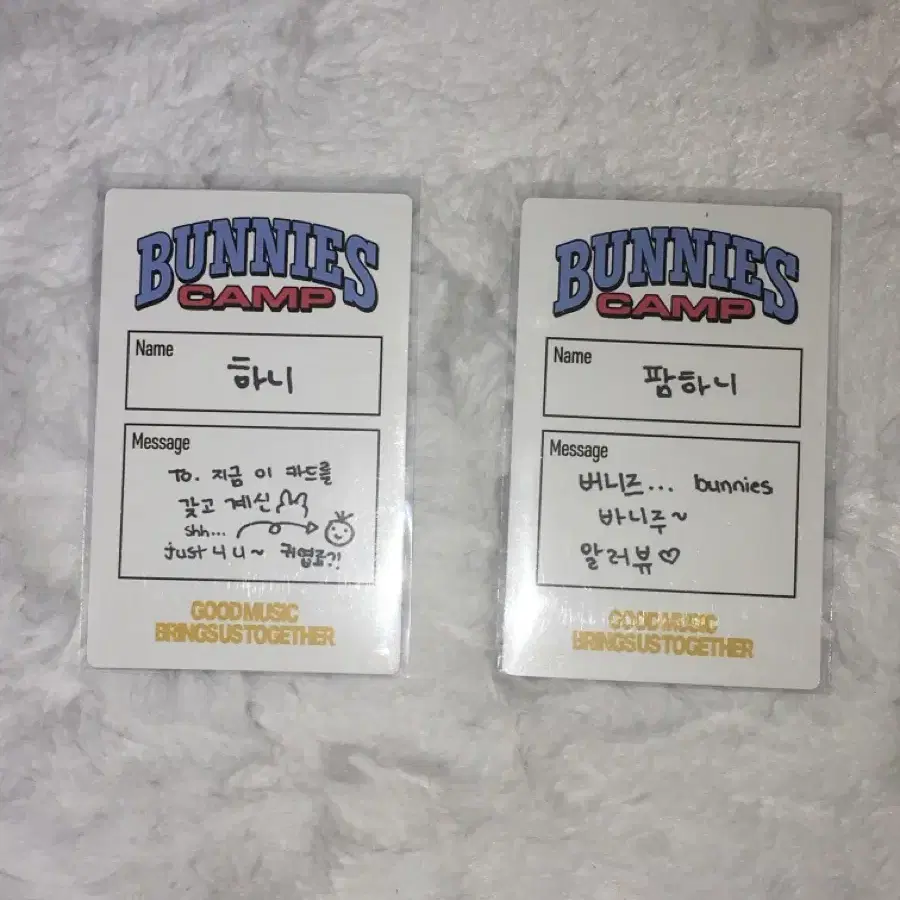 BUNNIES
CAMP
Name
하니
Message
To. 지금 이 카드를
갖고 계신
shh...
just 너니~ 귀엽죠?!
GOOD MUSIC
BRINGS US TOGETHER
BUNNIES
CAMP
Name
팜하니
Message
버니즈... bunnies
바니주~
알러뷰♡
GOOD MUSIC
BRINGS US TOGETHER